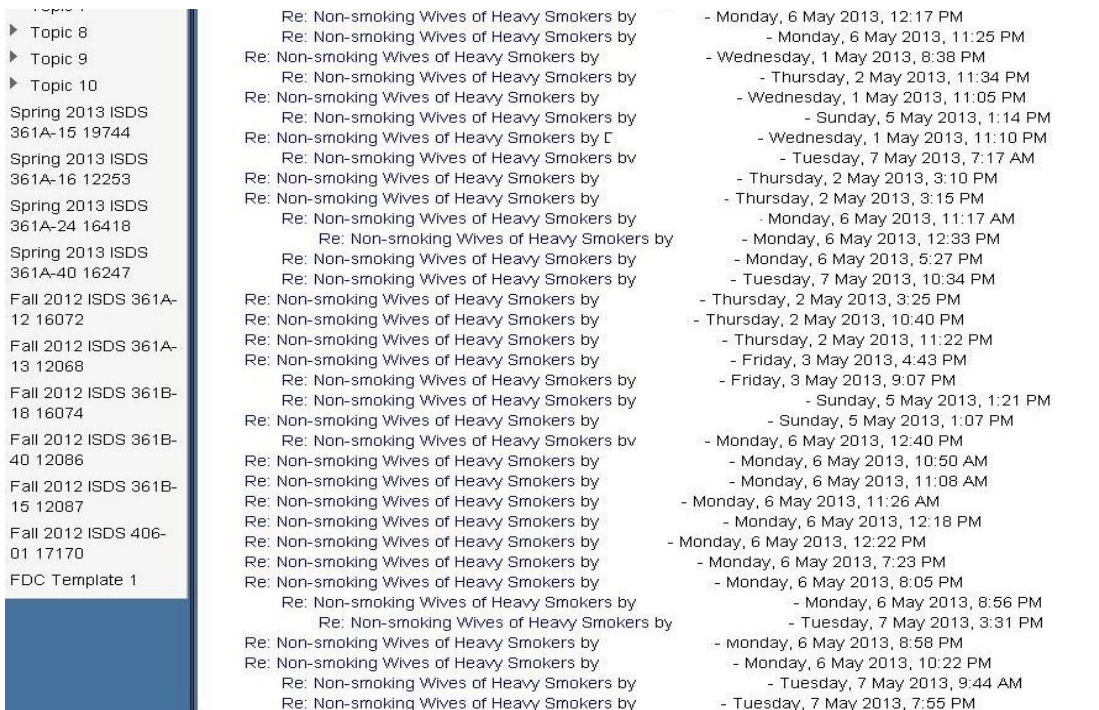 Topic 8
Topic 9
Topic 10
Spring 2013 ISDS
361A-15 19744
Spring 2013 ISDS
361A-16 12253
Spring 2013 ISDS
361A-24 16418
Spring 2013 ISDS
361A-40 16247
Fall 2012 ISDS 361A-
12 16072
Fall 2012 ISDS 361A-
13 12068
Fall 2012 ISDS 361B-
18 16074
Fall 2012 ISDS 361B-
40 12086
Fall 2012 ISDS 361B-
15 12087
Fall 2012 ISDS 406-
01 17170
FDC Template 1
Re: Non-smoking Wives of Heavy Smokers by - Monday, 6 May 2013, 12:17 PM
Re: Non-smoking Wives of Heavy Smokers by - Monday, 6 May 2013, 11:25 PM
Re: Non-smoking Wives of Heavy Smokers by - Wednesday, 1 May 2013, 8:38 PM
Re: Non-smoking Wives of Heavy Smokers by - Thursday, 2 May 2013, 11:34 PM
Re: Non-smoking Wives of Heavy Smokers by - Wednesday, 1 May 2013, 11:05 PM
Re: Non-smoking Wives of Heavy Smokers by - Sunday, 5 May 2013, 1:14 PM
Re: Non-smoking Wives of Heavy Smokers by - Wednesday, 1 May 2013, 11:10 PM
Re: Non-smoking Wives of Heavy Smokers by - Tuesday, 7 May 2013, 7:17 AM
Re: Non-smoking Wives of Heavy Smokers by - Thursday, 2 May 2013, 3:10 PM
Re: Non-smoking Wives of Heavy Smokers by - Thursday, 2 May 2013, 3:15 PM
Re: Non-smoking Wives of Heavy Smokers by - Monday, 6 May 2013, 11:17 AM
Re: Non-smoking Wives of Heavy Smokers by - Monday, 6 May 2013, 12:33 PM
Re: Non-smoking Wives of Heavy Smokers by - Monday, 6 May 2013, 5:27 PM
Re: Non-smoking Wives of Heavy Smokers by - Tuesday, 7 May 2013, 10:34 PM
Re: Non-smoking Wives of Heavy Smokers by - Thursday, 2 May 2013, 3:25 PM
Re: Non-smoking Wives of Heavy Smokers by - Thursday, 2 May 2013, 10:40 PM
Re: Non-smoking Wives of Heavy Smokers by - Thursday, 2 May 2013, 11:22 PM
Re: Non-smoking Wives of Heavy Smokers by - Friday, 3 May 2013, 4:43 PM
Re: Non-smoking Wives of Heavy Smokers by - Friday, 3 May 2013, 9:07 PM
Re: Non-smoking Wives of Heavy Smokers by - Sunday, 5 May 2013, 1:21 PM
Re: Non-smoking Wives of Heavy Smokers by - Sunday, 5 May 2013, 1:07 PM
Re: Non-smoking Wives of Heavy Smokers by - Monday, 6 May 2013, 12:40 PM
Re: Non-smoking Wives of Heavy Smokers by - Monday, 6 May 2013, 10:50 AM
Re: Non-smoking Wives of Heavy Smokers by - Monday, 6 May 2013, 11:08 AM
Re: Non-smoking Wives of Heavy Smokers by - Monday, 6 May 2013, 11:26 AM
Re: Non-smoking Wives of Heavy Smokers by - Monday, 6 May 2013, 12:18 PM
Re: Non-smoking Wives of Heavy Smokers by - Monday, 6 May 2013, 12:22 PM
Re: Non-smoking Wives of Heavy Smokers by - Monday, 6 May 2013, 7:23 PM
Re: Non-smoking Wives of Heavy Smokers by - Monday, 6 May 2013, 8:05 PM
Re: Non-smoking Wives of Heavy Smokers by - Monday, 6 May 2013, 8:56 PM
Re: Non-smoking Wives of Heavy Smokers by - Tuesday, 7 May 2013, 3:31 PM
Re: Non-smoking Wives of Heavy Smokers by - Monday, 6 May 2013, 8:58 PM
Re: Non-smoking Wives of Heavy Smokers by - Monday, 6 May 2013, 10:22 PM
Re: Non-smoking Wives of Heavy Smokers by - Tuesday, 7 May 2013, 9:44 AM
Re: Non-smoking Wives of Heavy Smokers by - Tuesday, 7 May 2013, 7:55 PM